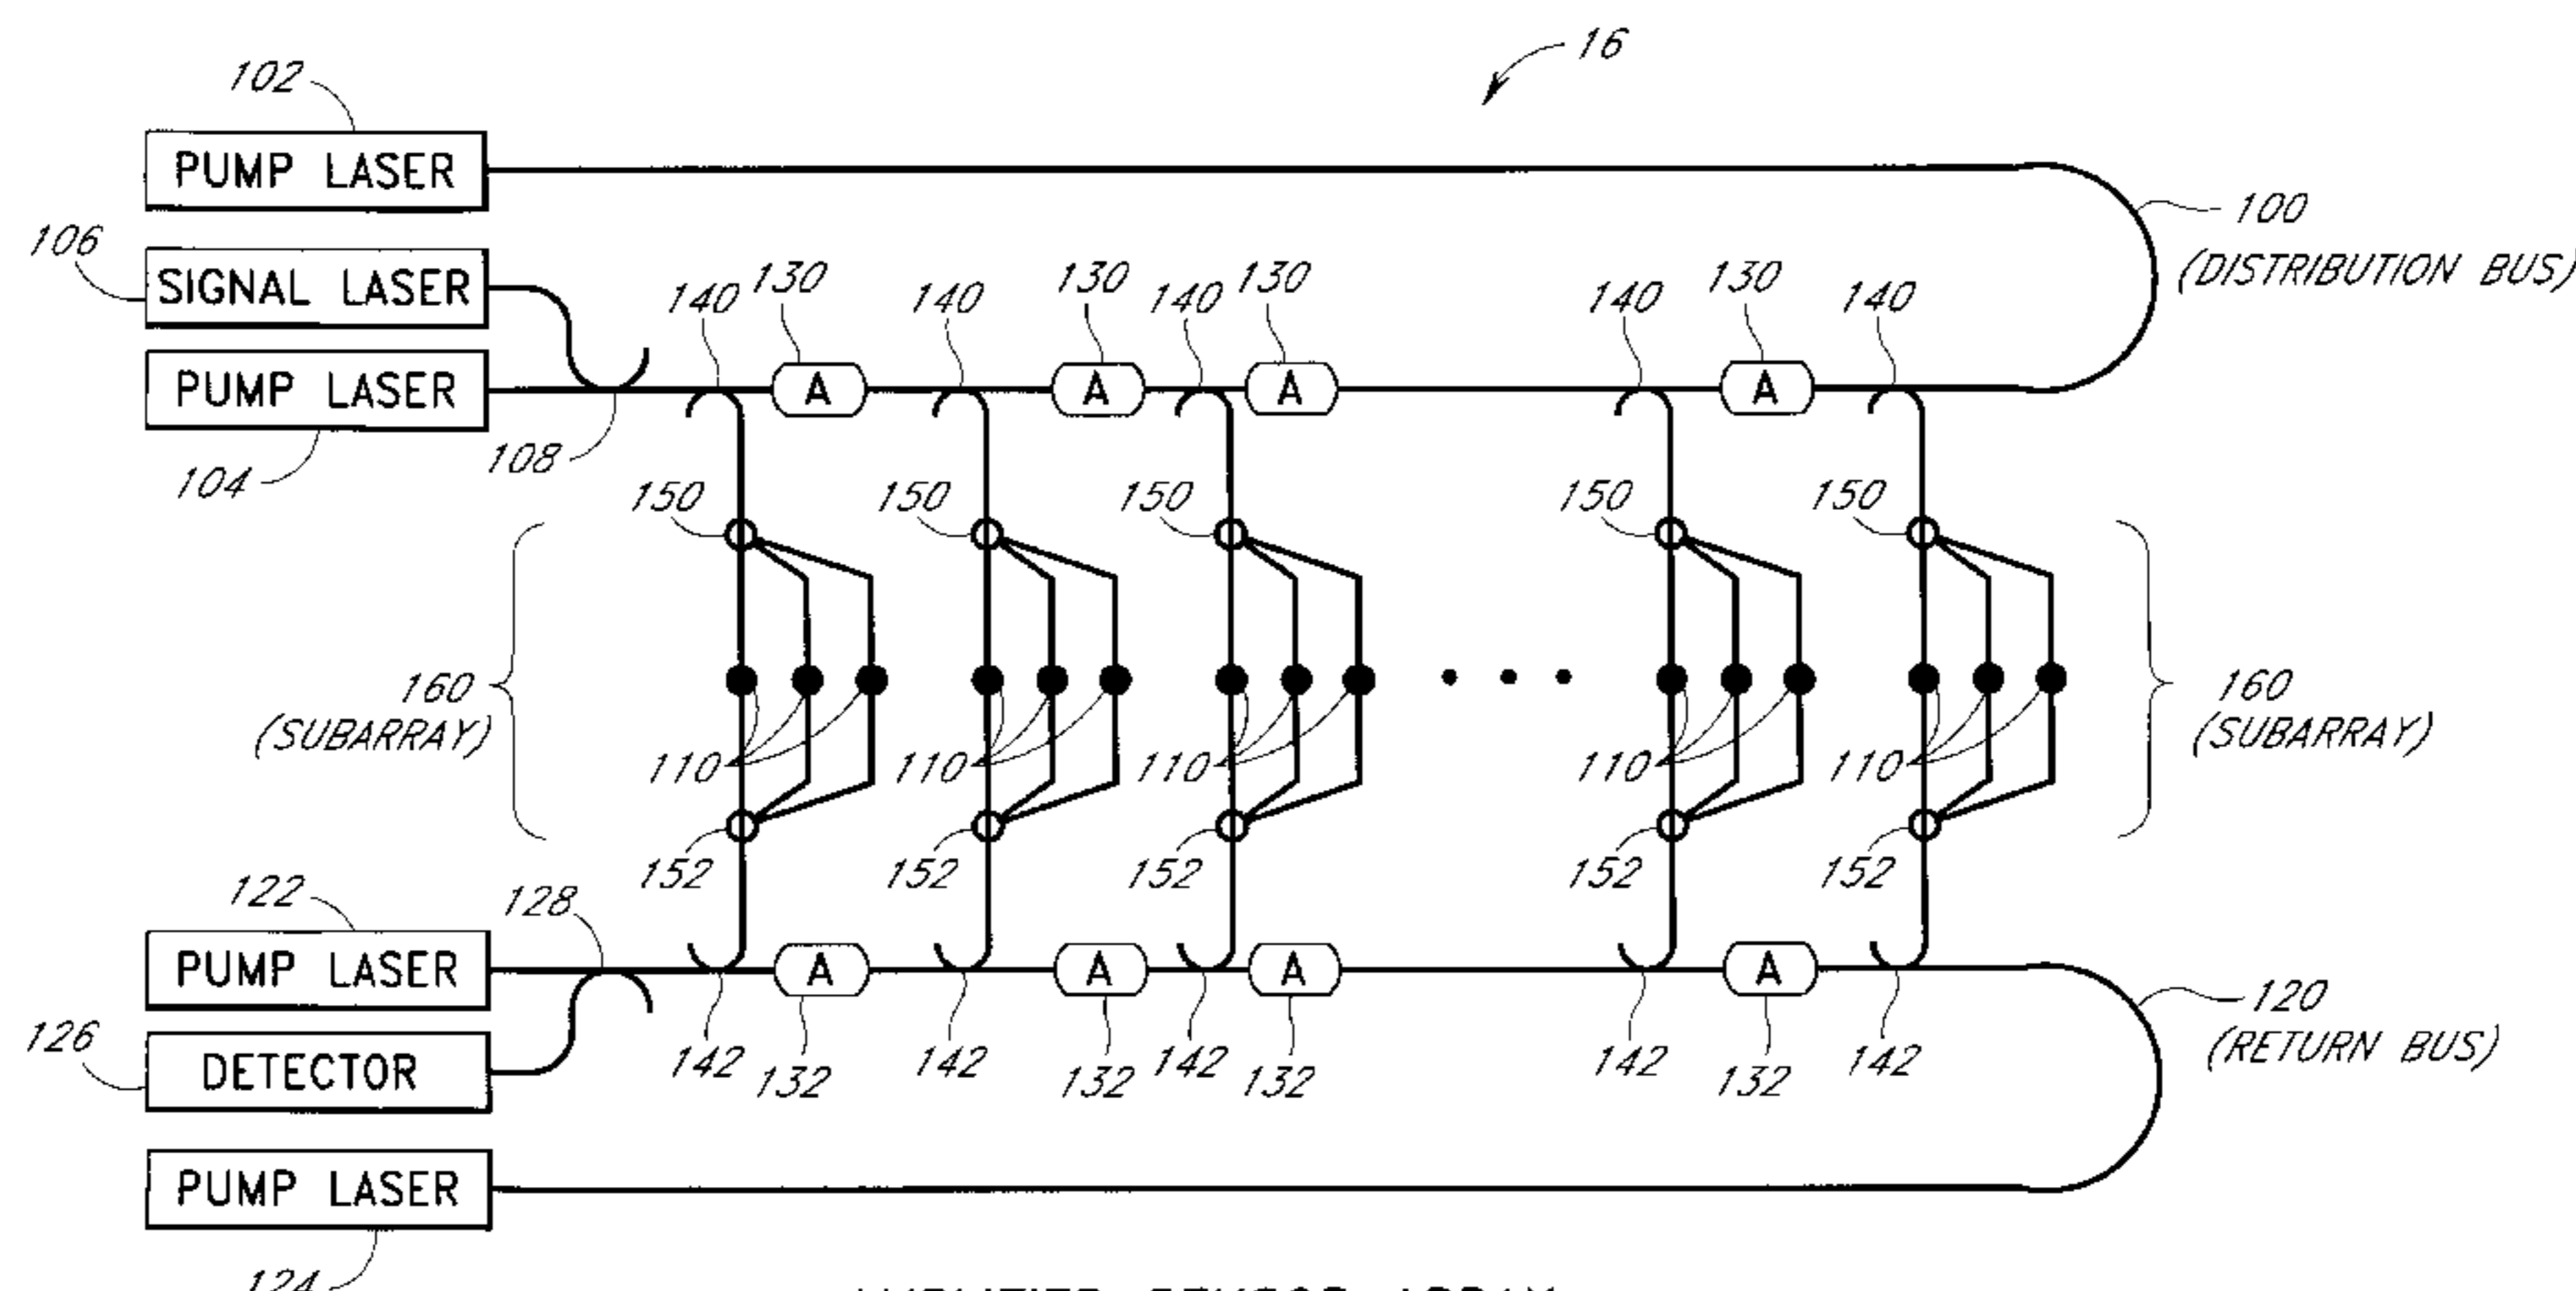 16
102
PUMP LASER
100
(DISTRIBUTION BUS)
106
SIGNAL LASER
140 130 140 130 140 130 140 130 140
PUMP LASER
A A A A
104
108
150 150 150 150 150
160
(SUBARRAY)
160
(SUBARRAY)
110 110 110 110 110
152 152 152 152 152
122
128
PUMP LASER
A A A A
120
(RETURN BUS)
126
DETECTOR
142 132 142 132 142 132 142 132 142
PUMP LASER
124
SENSOR ARRAY